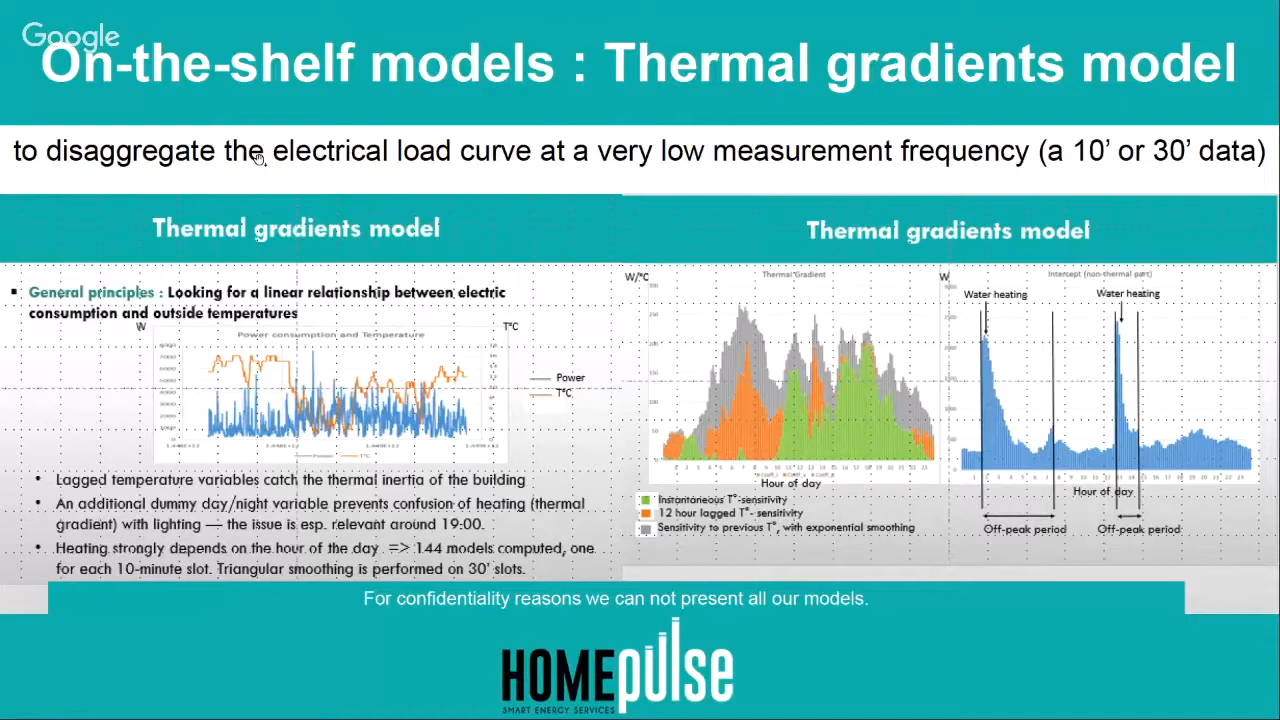 Google
On-the-shelf models : Thermal gradients model
to disaggregate the electrical load curve at a very low measurement frequency (a 10' or 30' data)
Thermal gradients model
▪ General principles : Looking for a linear relationship between electric
consumption and outside temperatures
W
T°C
Power consumption and Temperature
Power
T°C
Power
T°C
• Lagged temperature variables catch the thermal inertia of the building
• An additional dummy day/night variable prevents confusion of heating (thermal
gradient) with lighting — the issue is esp. relevant around 19:00.
• Heating strongly depends on the hour of the day => 144 models computed, one
for each 10-minute slot. Triangular smoothing is performed on 30' slots.
Thermal gradients model
W/°C
Thermal Gradient
Hour of day
Instantaneous T°-sensitivity
12 hour lagged T°- sensitivity
Sensitivity to previous T°, with exponential smoothing
W
Intercept (non-thermal part)
Water heating
Water heating
Hour of day
Off-peak period
Off-peak period
For confidentiality reasons we can not present all our models.
HOMEpulse
SMART ENERGY SERVICES